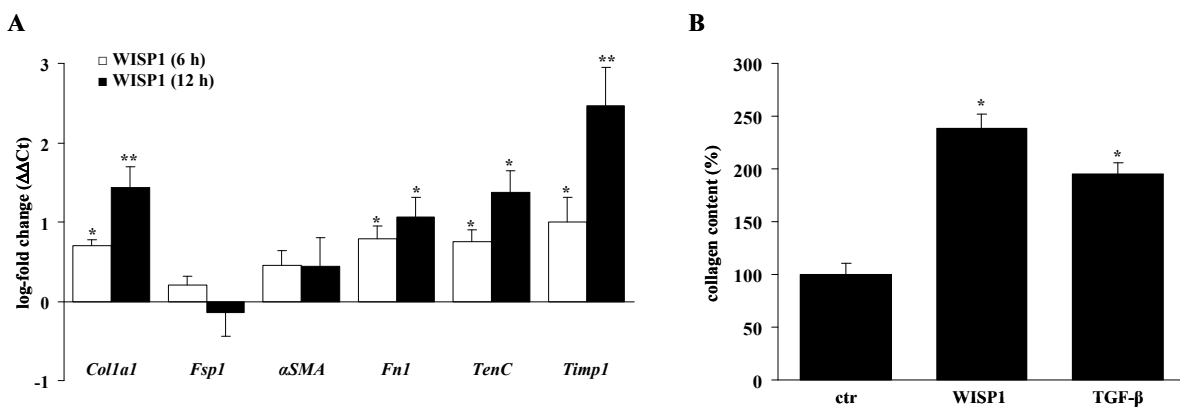 A
log-fold change (ΔΔCt)
3
2
1
0
-1
WISP1 (6 h)
WISP1 (12 h)
* ** * * * * * **
Col1a1 Fsp1 αSMA Fn1 TenC Timp1
B
collagen content (%)
300
250
200
150
100
50
0
* *
ctr WISP1 TGF-β